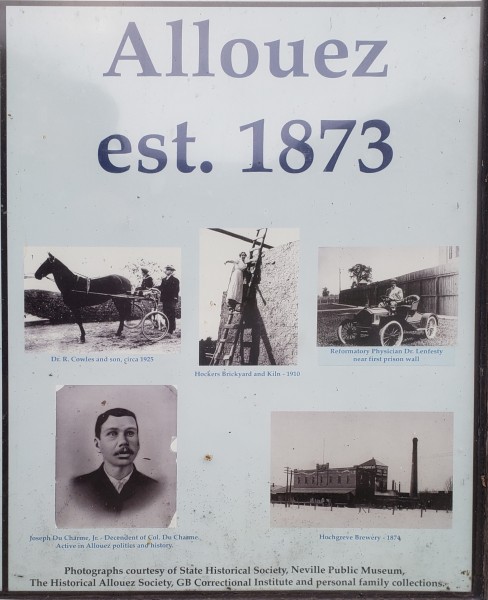 Allouez
est. 1873
Dr. R. Cowles and son, circa 1925
Hockers Brickyard and Kiln - 1910
Reformatory Physician Dr. Lenfesty
near first prison wall
Joseph Du Charme, Jr. - Decendent of Col. Du Charme
Active in Allouez politics and history.
Hochgreve Brewery - 1874
Photographs courtesy of State Historical Society, Neville Public Museum,
The Historical Allouez Society, GB Correctional Institute and personal family collections.